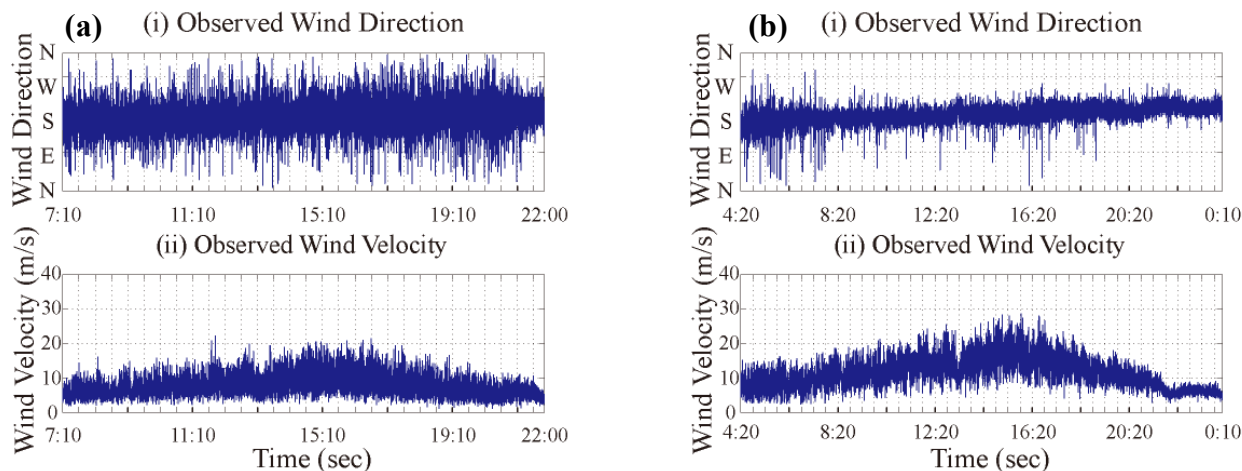 (a) (i) Observed Wind Direction
Wind Direction
N
W
S
E
N
7:10 11:10 15:10 19:10 22:00
(ii) Observed Wind Velocity
Wind Velocity (m/s)
40
30
20
10
0
7:10 11:10 15:10 19:10 22:00
Time (sec)
(b) (i) Observed Wind Direction
Wind Direction
N
W
S
E
N
4:20 8:20 12:20 16:20 20:20 0:10
(ii) Observed Wind Velocity
Wind Velocity (m/s)
40
30
20
10
0
4:20 8:20 12:20 16:20 20:20 0:10
Time (sec)